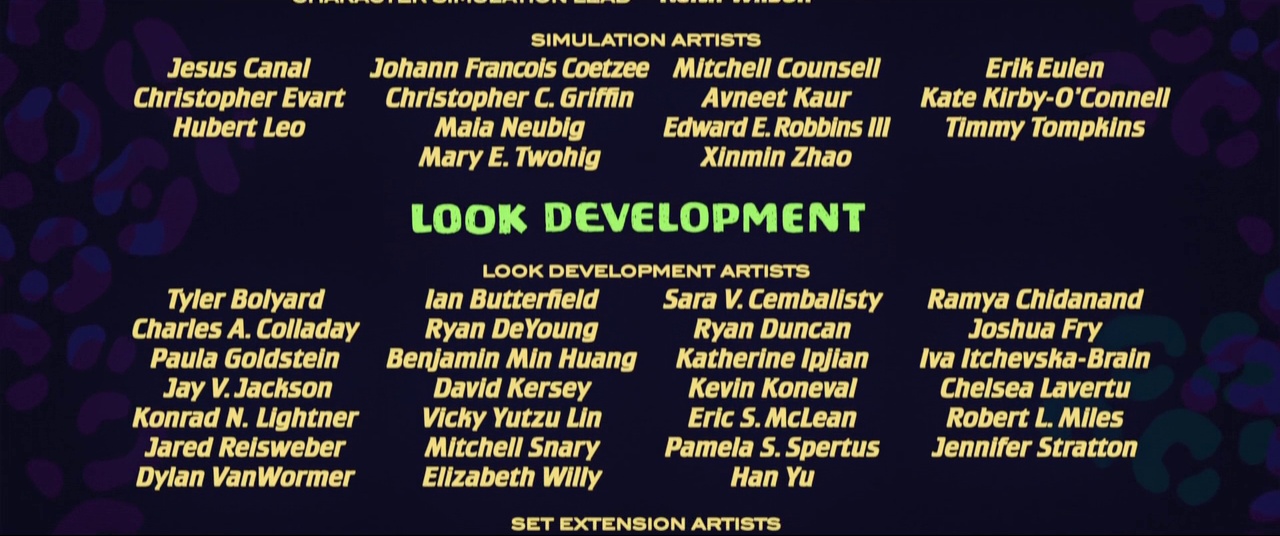 CHARACTER SIMULATION LEAD Keith Wilson
SIMULATION ARTISTS
Jesus Canal Johann Francois Coetzee Mitchell Counsell Erik Eulen
Christopher Evart Christopher C. Griffin Avneet Kaur Kate Kirby-O'Connell
Hubert Leo Maia Neubig Edward E. Robbins III Timmy Tompkins
Mary E. Twohig Xinmin Zhao
LOOK DEVELOPMENT
LOOK DEVELOPMENT ARTISTS
Tyler Bolyard Ian Butterfield Sara V. Cembalisty Ramya Chidanand
Charles A. Colladay Ryan DeYoung Ryan Duncan Joshua Fry
Paula Goldstein Benjamin Min Huang Katherine Ipjian Iva Itchevska-Brain
Jay V. Jackson David Kersey Kevin Koneval Chelsea Lavertu
Konrad N. Lightner Vicky Yutzu Lin Eric S. McLean Robert L. Miles
Jared Reisweber Mitchell Snary Pamela S. Spertus Jennifer Stratton
Dylan VanWormer Elizabeth Willy Han Yu
SET EXTENSION ARTISTS